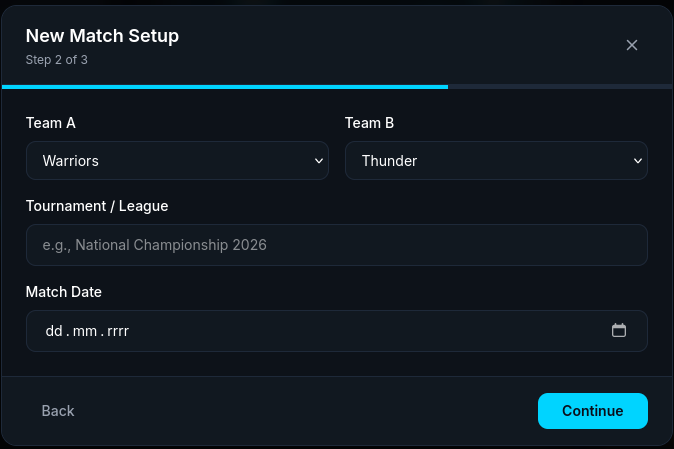 New Match Setup
Step 2 of 3
Team A
Team B
Warriors
Thunder
Tournament / League
e.g., National Championship 2026
Match Date
dd . mm . rrrr
Back
Continue